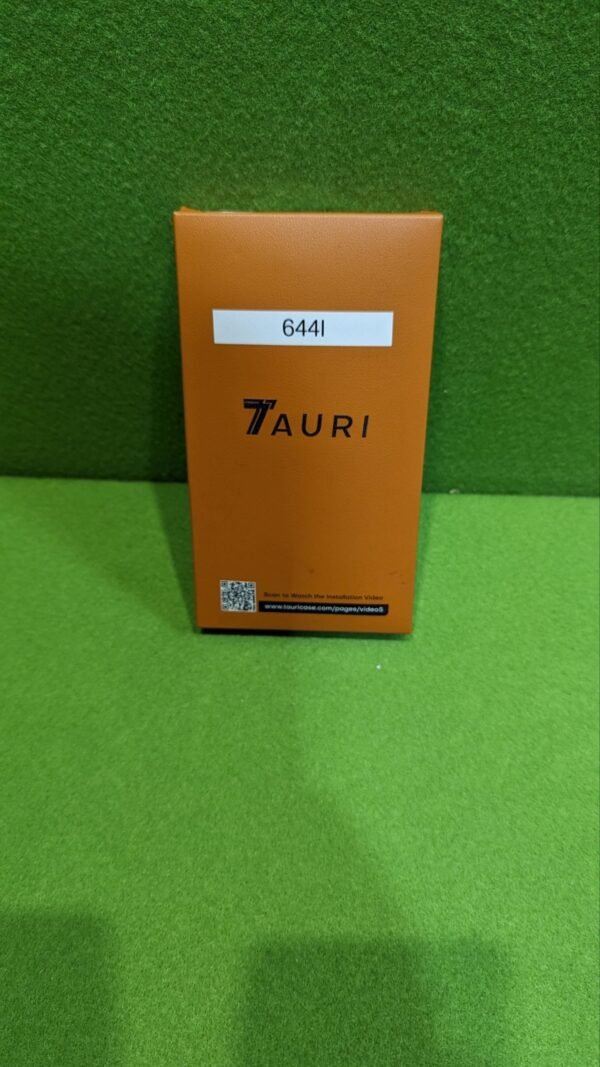 644I
TAURI
Scan to Watch the Installation Video
www.tauricase.com/pages/video5